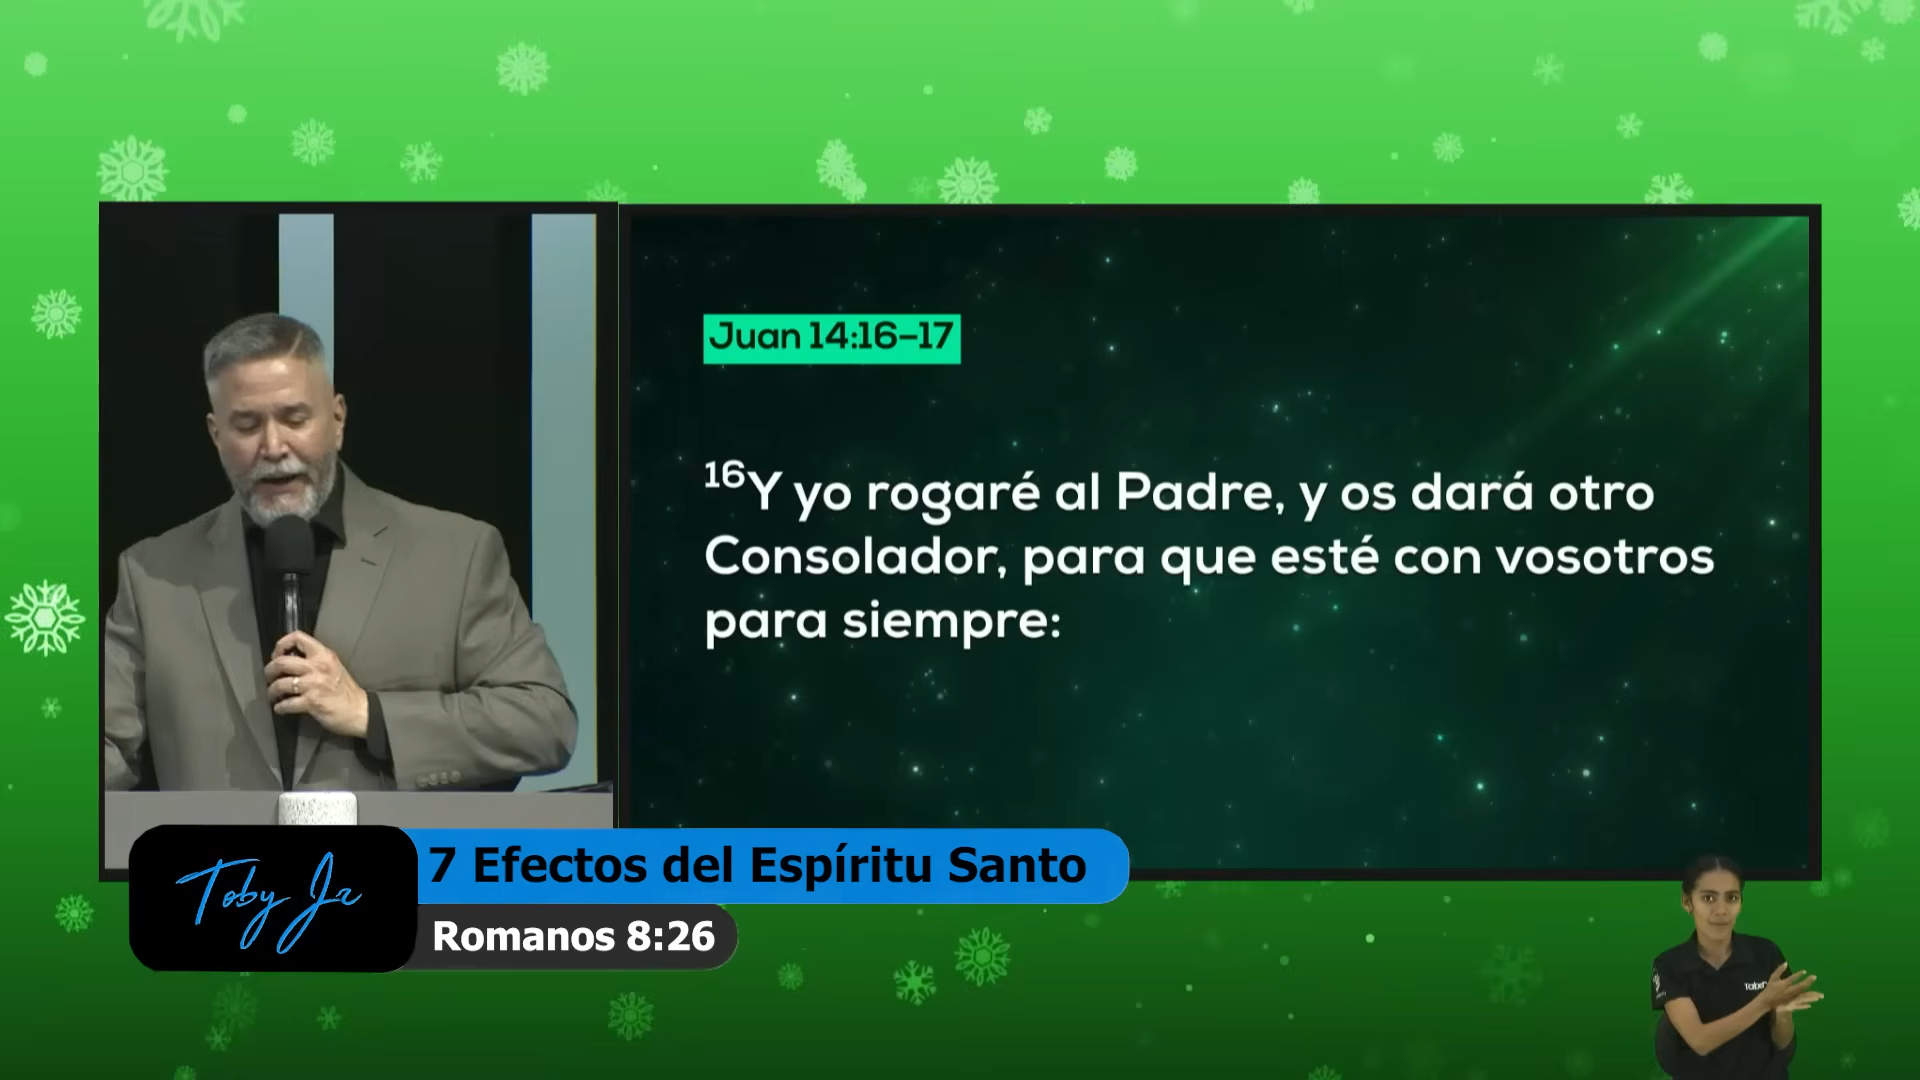 Juan 14:16–17
16Y yo rogaré al Padre, y os dará otro
Consolador, para que esté con vosotros
para siempre:
Toby Jr
7 Efectos del Espíritu Santo
Romanos 8:26